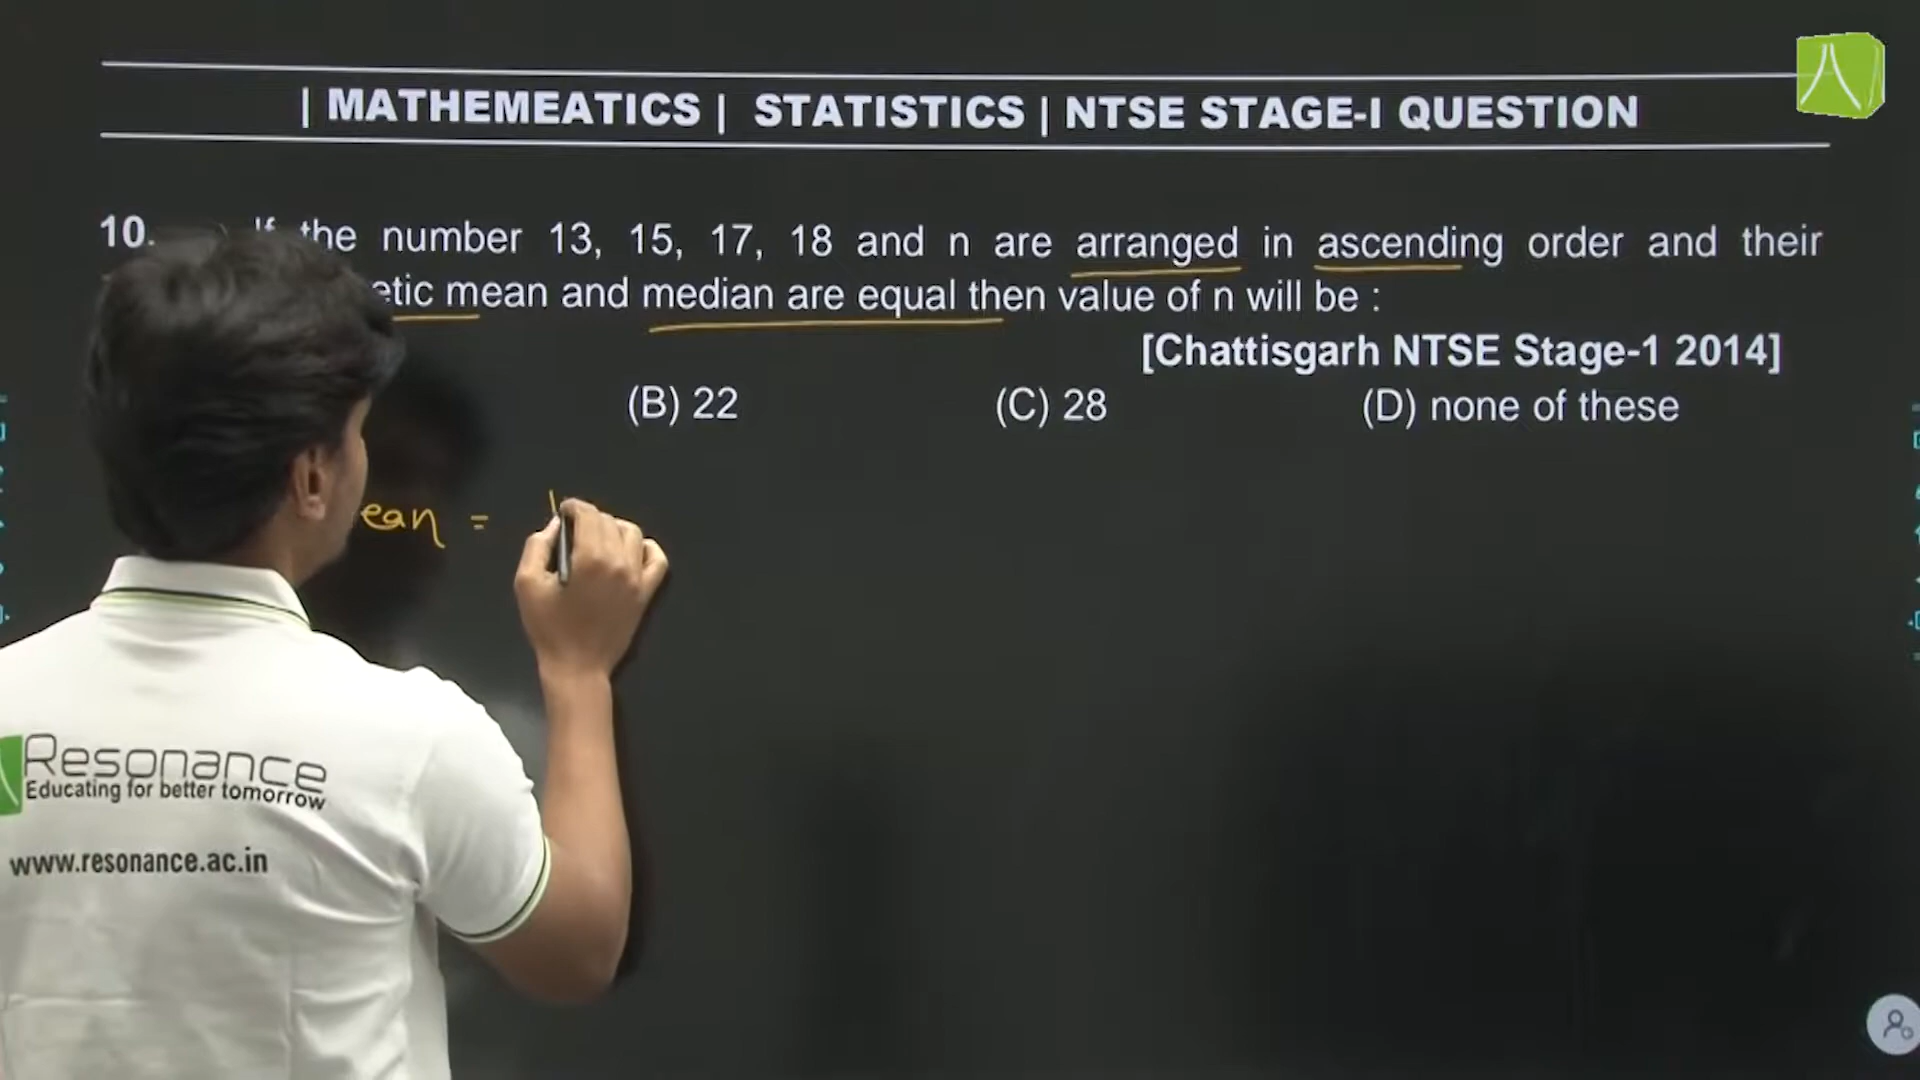 | MATHEMEATICS | STATISTICS | NTSE STAGE-I QUESTION
10. If the number 13, 15, 17, 18 and n are arranged in ascending order and their
etic mean and median are equal then value of n will be :
[Chattisgarh NTSE Stage-1 2014]
(B) 22 (C) 28 (D) none of these
ean =
Resonance
Educating for better tomorrow
www.resonance.ac.in